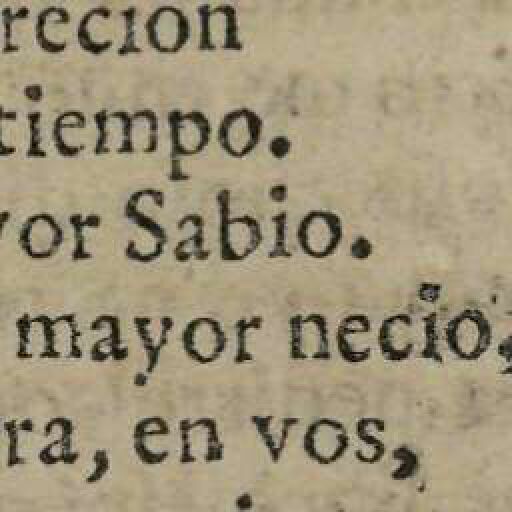 recion
tiempo.
yor Sabio.
mayor necio,
ra, en vos,